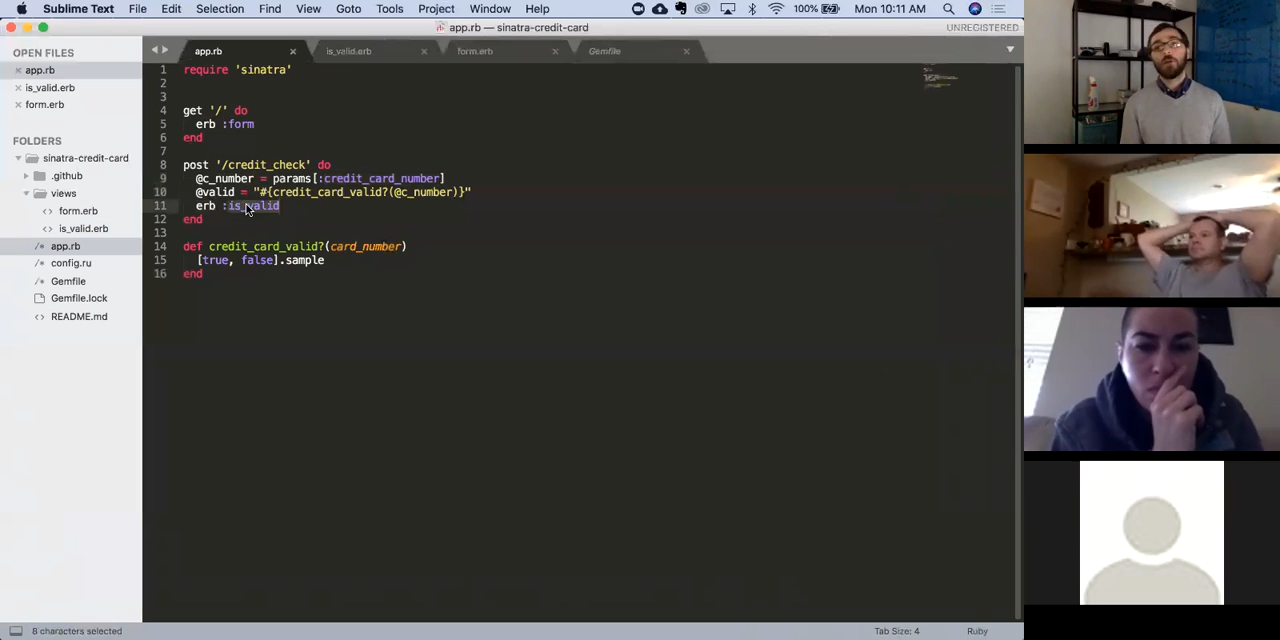 Sublime Text File Edit Selection Find View Goto Tools Project Window Help 100% Mon 10:11 AM
app.rb — sinatra-credit-card UNREGISTERED
OPEN FILES
app.rb
is_valid.erb
form.erb
FOLDERS
sinatra-credit-card
.github
views
form.erb
is_valid.erb
app.rb
config.ru
Gemfile
Gemfile.lock
README.md
app.rb is_valid.erb form.erb Gemfile
1 require 'sinatra'
2
3
4 get '/' do
5 erb :form
6 end
7
8 post '/credit_check' do
9 @c_number = params[:credit_card_number]
10 @valid = "#{credit_card_valid?(@c_number)}"
11 erb :is_valid
12 end
13
14 def credit_card_valid?(card_number)
15 [true, false].sample
16 end
8 characters selected Tab Size: 4 Ruby